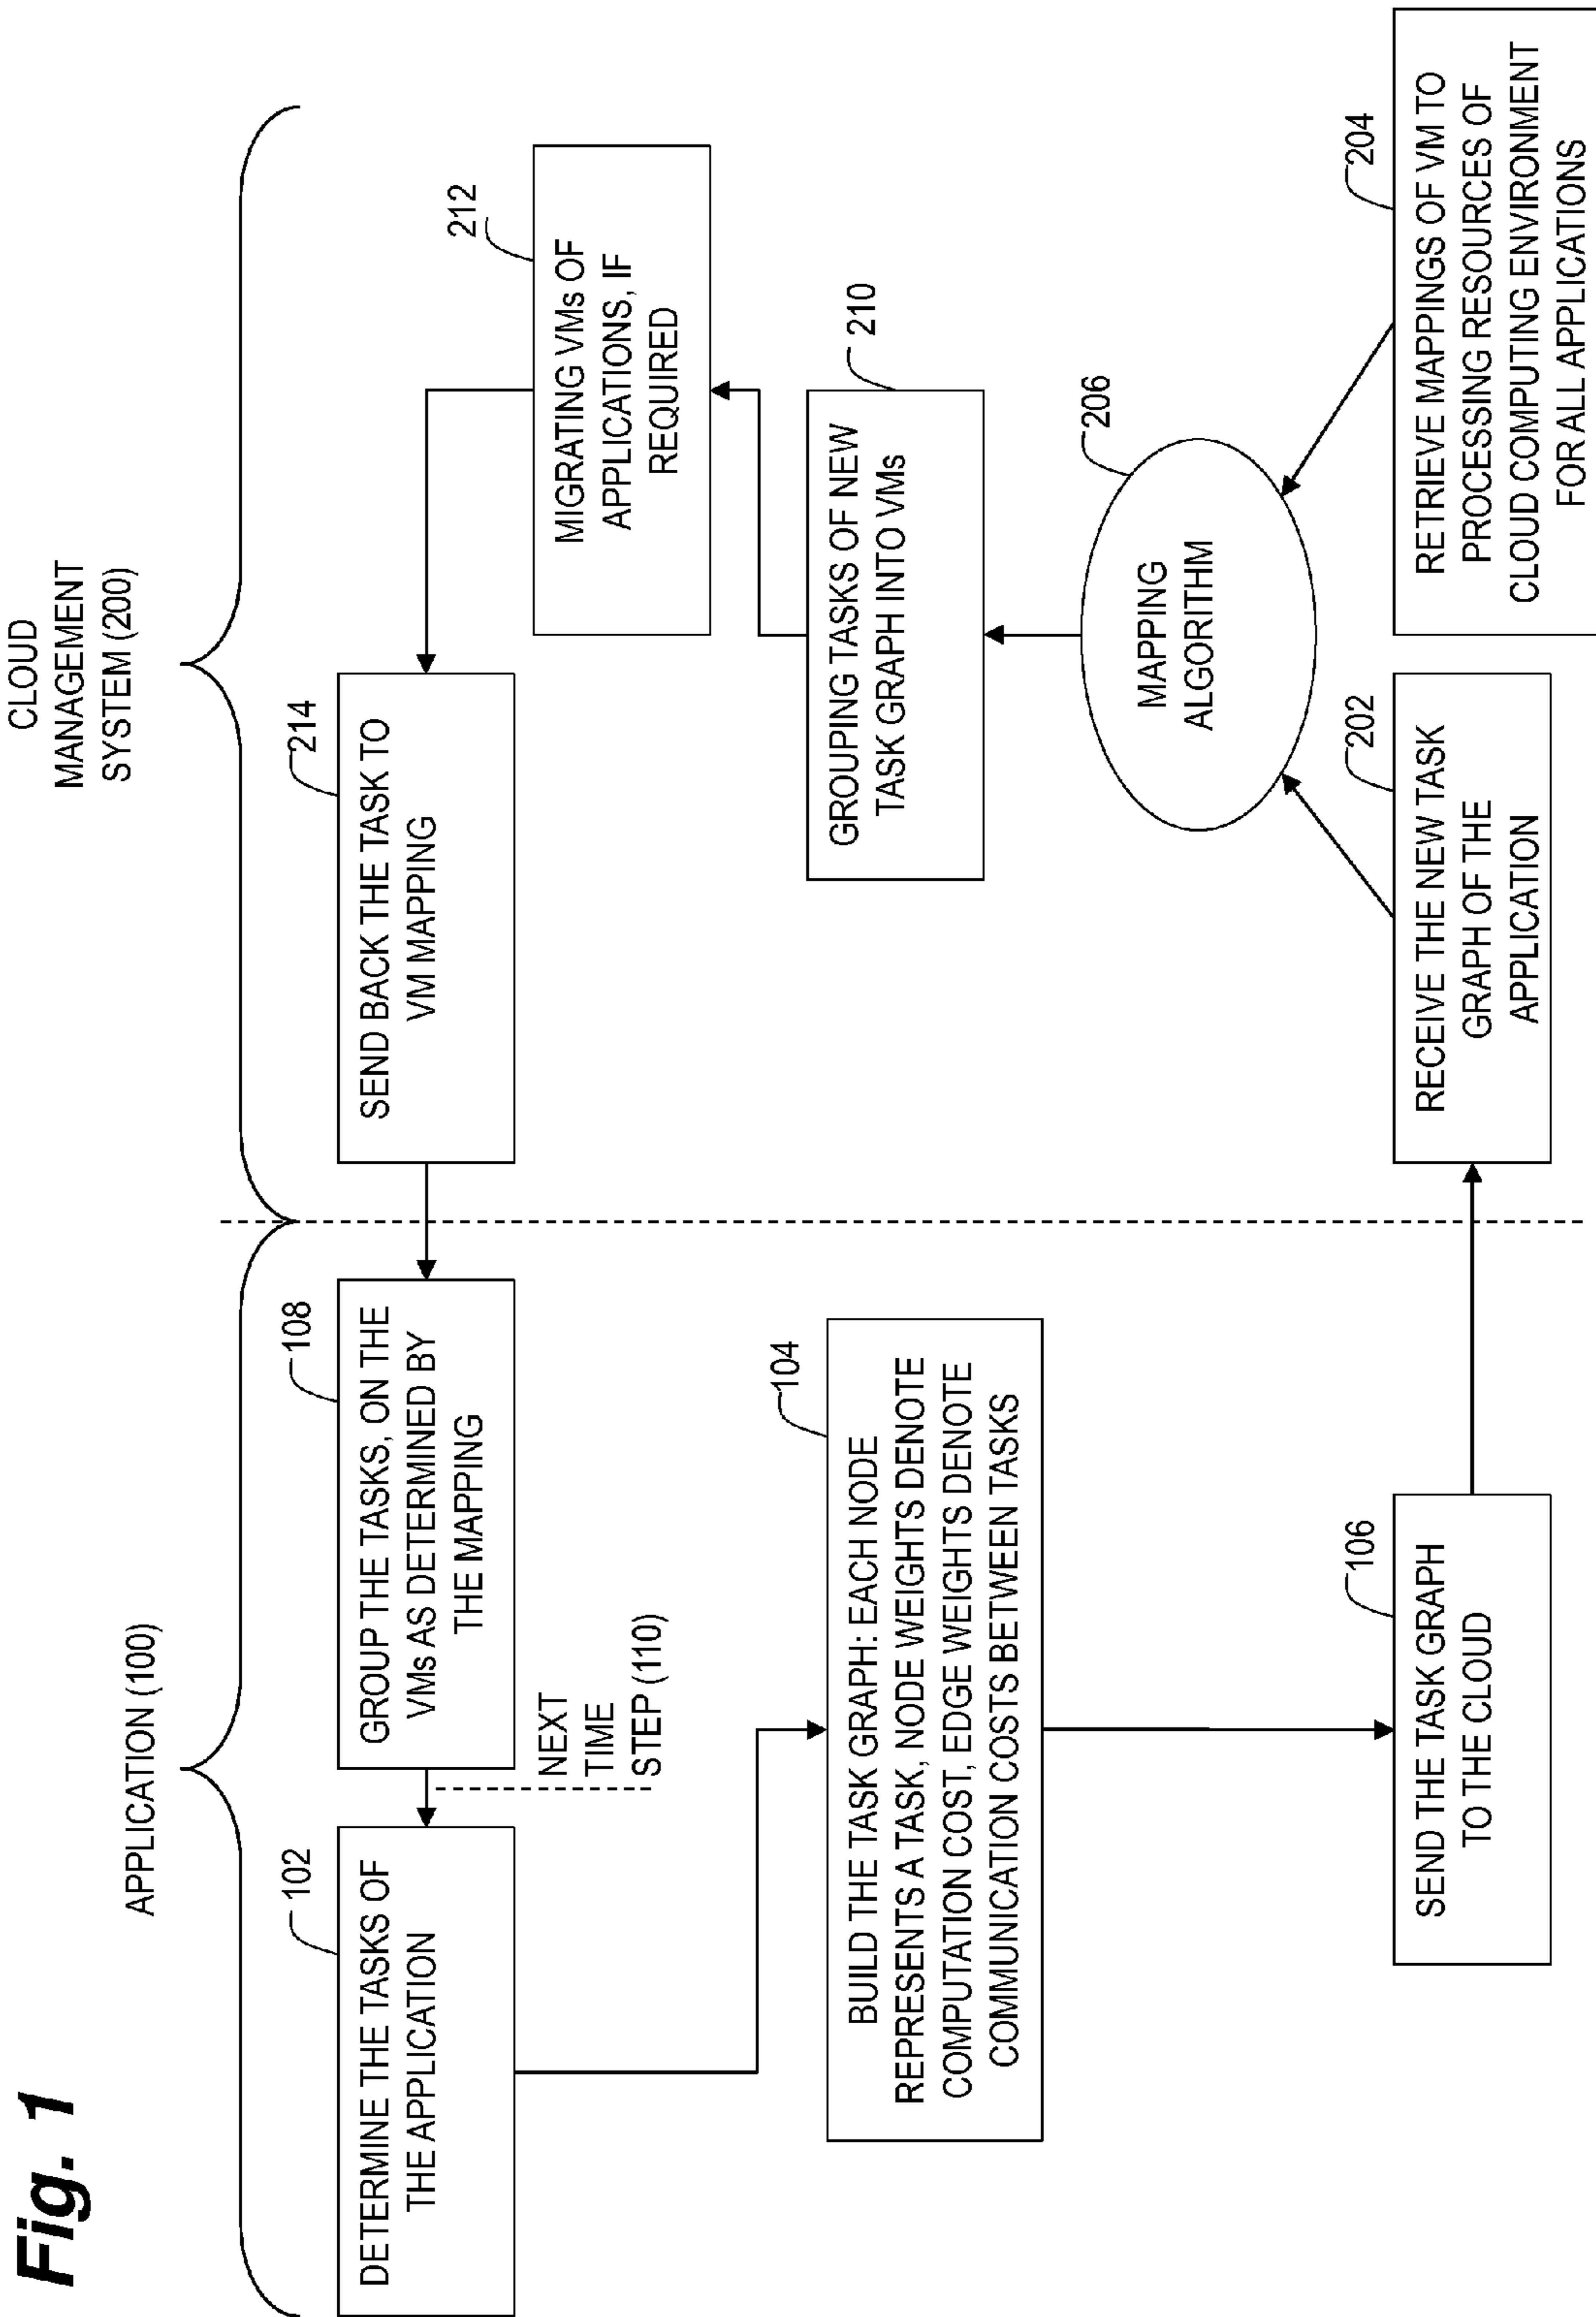 Fig. 1
APPLICATION (100)
CLOUD
MANAGEMENT
SYSTEM (200)
102
DETERMINE THE TASKS OF
THE APPLICATION
108
GROUP THE TASKS, ON THE
VMs AS DETERMINED BY
THE MAPPING
NEXT
TIME
STEP (110)
104
BUILD THE TASK GRAPH: EACH NODE
REPRESENTS A TASK, NODE WEIGHTS DENOTE
COMPUTATION COST, EDGE WEIGHTS DENOTE
COMMUNICATION COSTS BETWEEN TASKS
106
SEND THE TASK GRAPH
TO THE CLOUD
214
SEND BACK THE TASK TO
VM MAPPING
212
MIGRATING VMs OF
APPLICATIONS, IF
REQUIRED
210
GROUPING TASKS OF NEW
TASK GRAPH INTO VMs
206
MAPPING
ALGORITHM
202
RECEIVE THE NEW TASK
GRAPH OF THE
APPLICATION
204
RETRIEVE MAPPINGS OF VM TO
PROCESSING RESOURCES OF
CLOUD COMPUTING ENVIRONMENT
FOR ALL APPLICATIONS